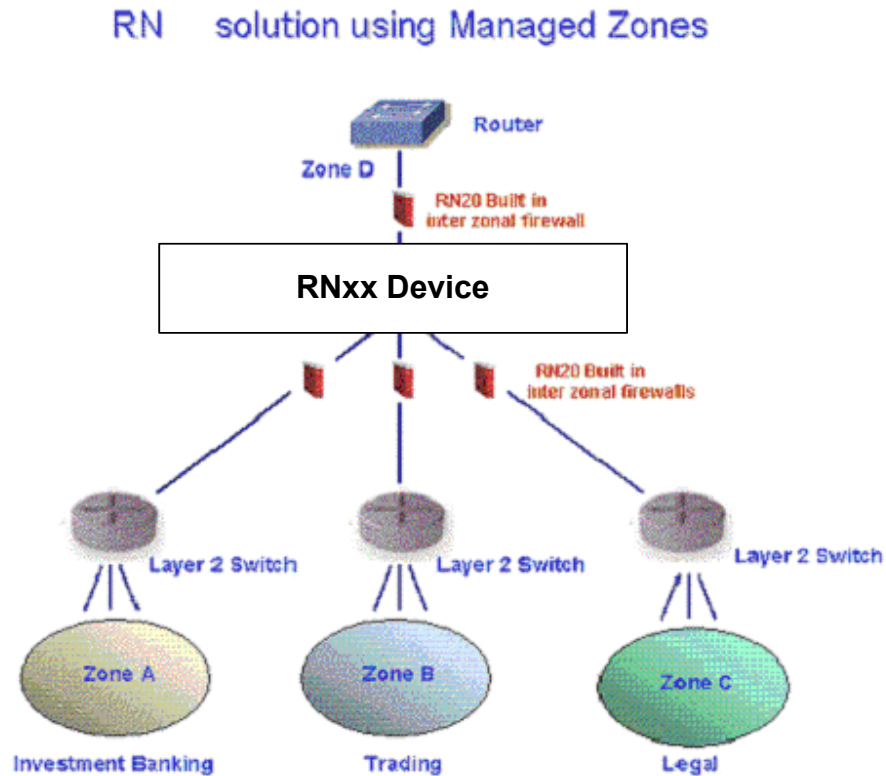 RN solution using Managed Zones
Router
Zone D
RN20 Built in
inter zonal firewall
RNxx Device
RN20 Built in
inter zonal firewalls
Layer 2 Switch
Layer 2 Switch
Layer 2 Switch
Zone A
Zone B
Zone C
Investment Banking
Trading
Legal